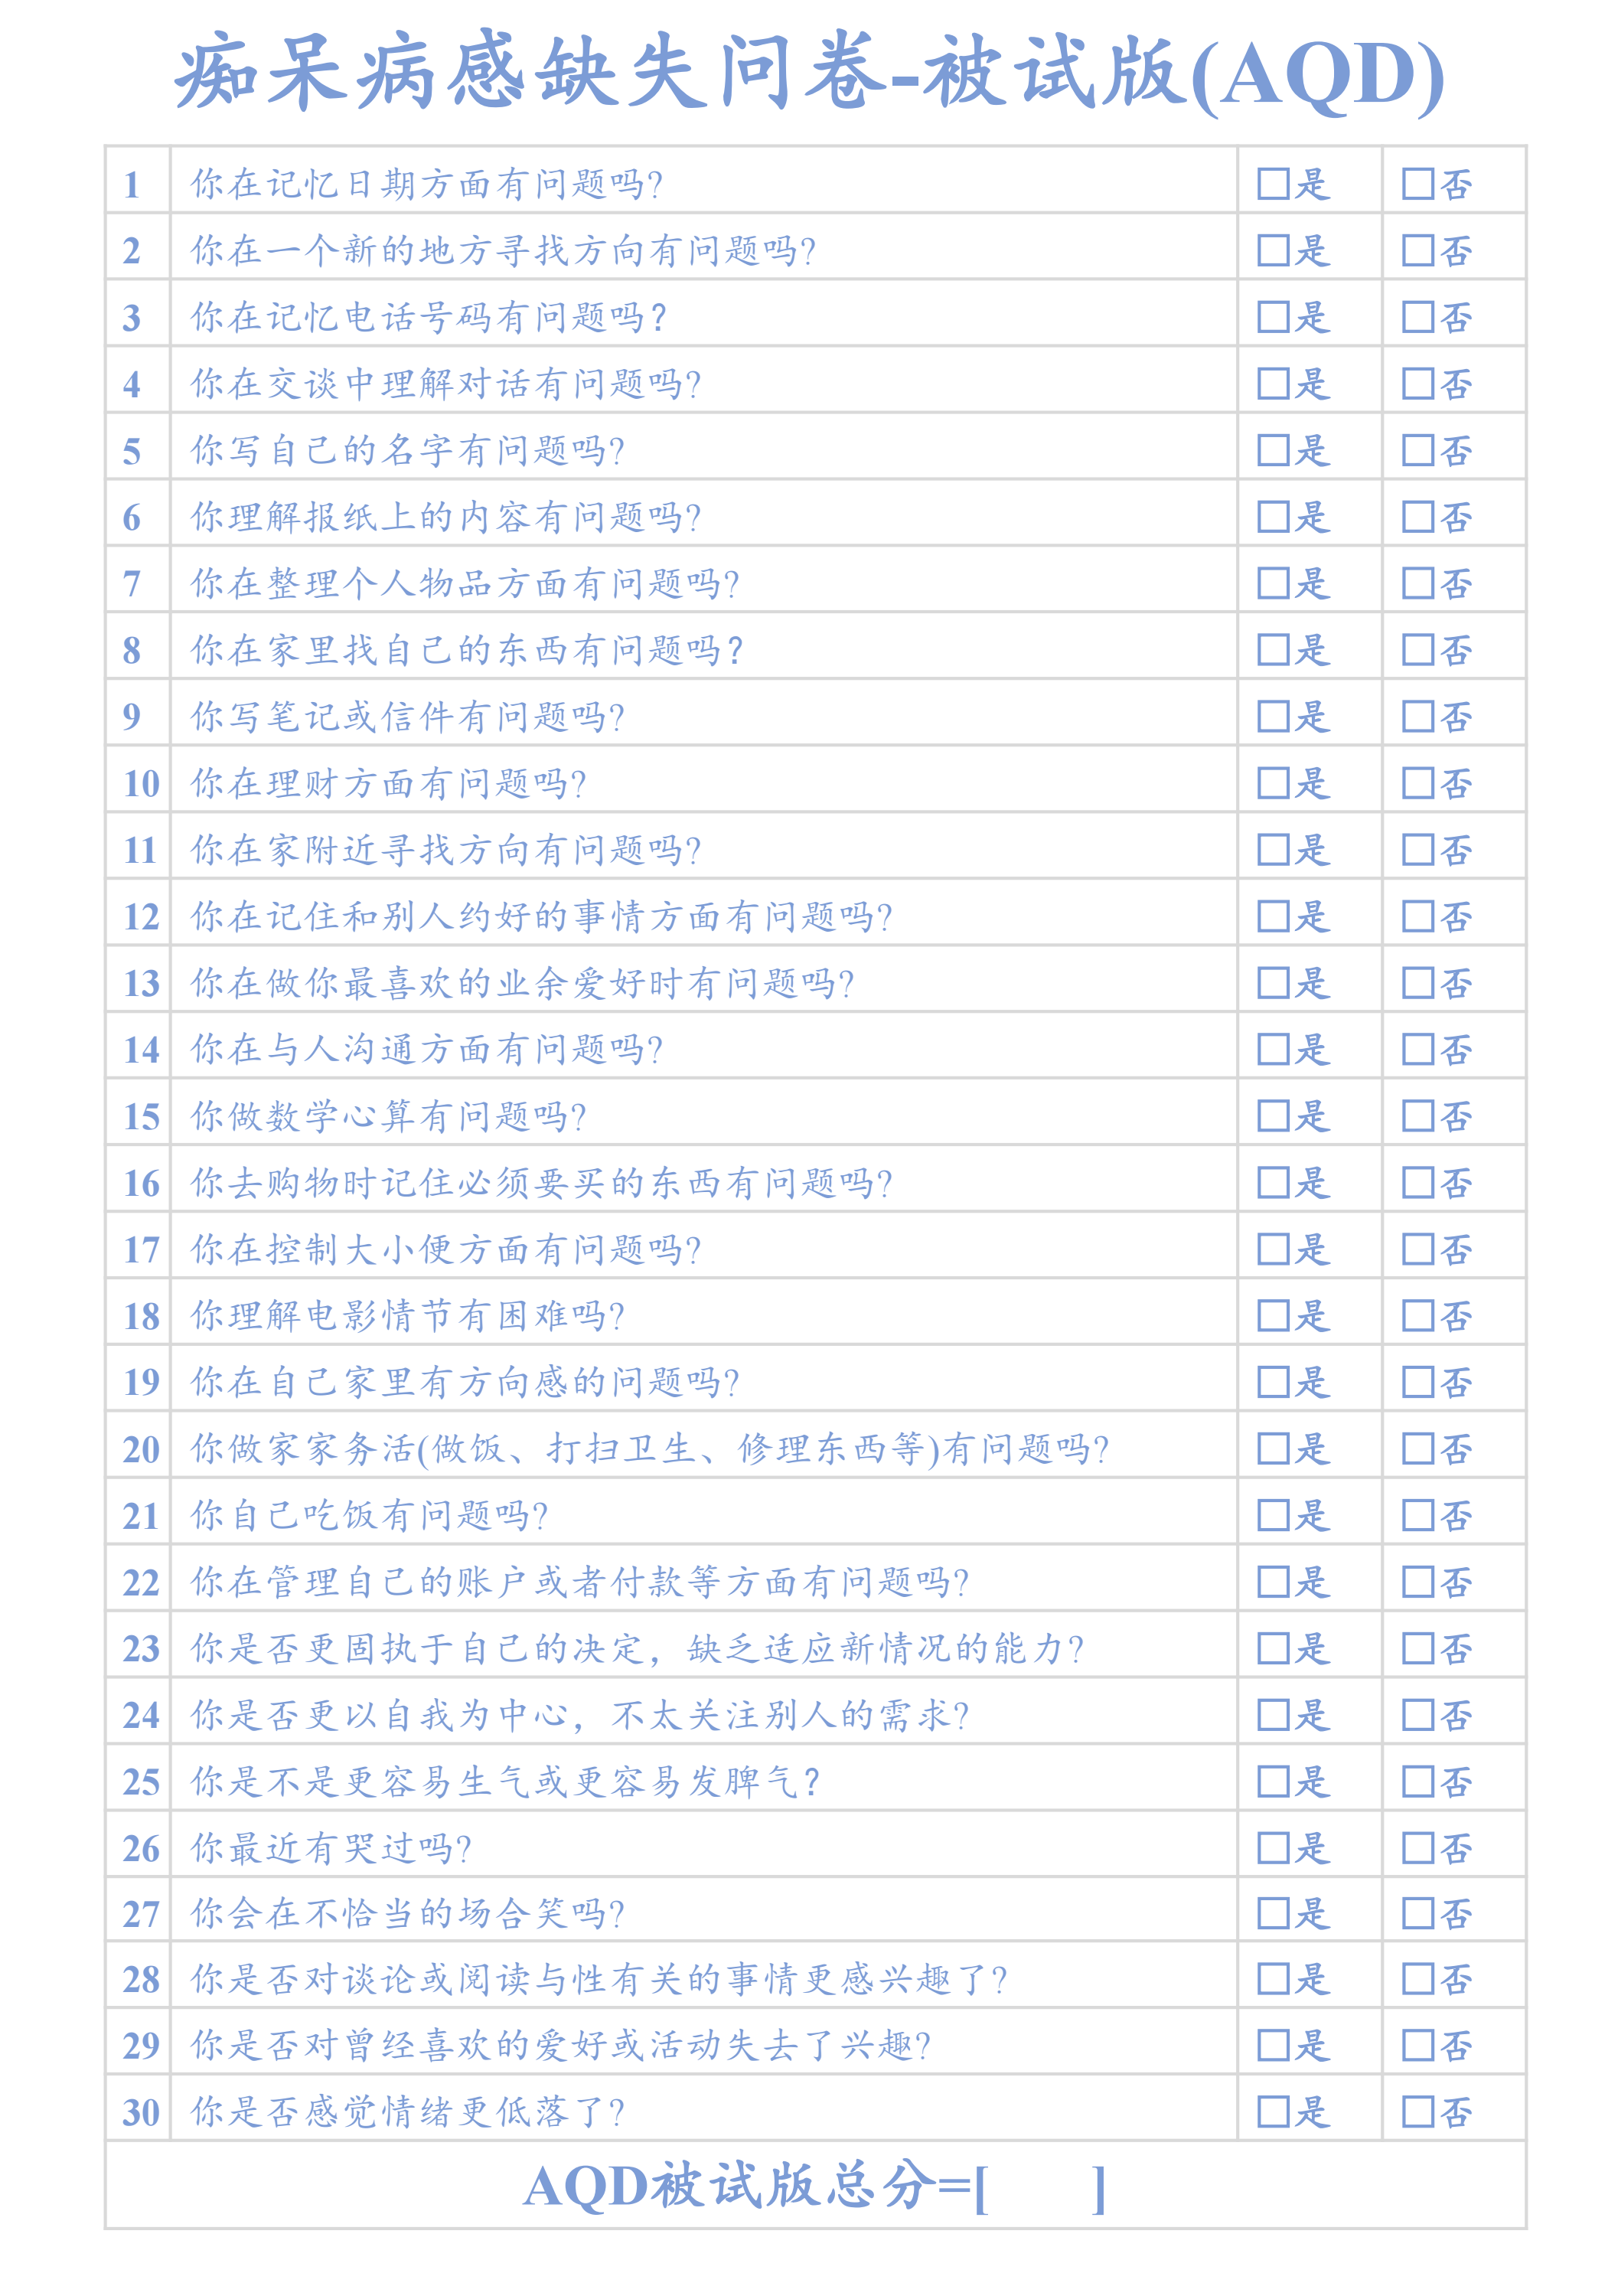 痴呆病感缺失问卷-被试版(AQD)
1 你在记忆日期方面有问题吗? □是 □否
2 你在一个新的地方寻找方向有问题吗? □是 □否
3 你在记忆电话号码有问题吗? □是 □否
4 你在交谈中理解对话有问题吗? □是 □否
5 你写自己的名字有问题吗? □是 □否
6 你理解报纸上的内容有问题吗? □是 □否
7 你在整理个人物品方面有问题吗? □是 □否
8 你在家里找自己的东西有问题吗? □是 □否
9 你写笔记或信件有问题吗? □是 □否
10 你在理财方面有问题吗? □是 □否
11 你在家附近寻找方向有问题吗? □是 □否
12 你在记住和别人约好的事情方面有问题吗? □是 □否
13 你在做你最喜欢的业余爱好时有问题吗? □是 □否
14 你在与人沟通方面有问题吗? □是 □否
15 你做数学心算有问题吗? □是 □否
16 你去购物时记住必须要买的东西有问题吗? □是 □否
17 你在控制大小便方面有问题吗? □是 □否
18 你理解电影情节有困难吗? □是 □否
19 你在自己家里有方向感的问题吗? □是 □否
20 你做家家务活(做饭、打扫卫生、修理东西等)有问题吗? □是 □否
21 你自己吃饭有问题吗? □是 □否
22 你在管理自己的账户或者付款等方面有问题吗? □是 □否
23 你是否更固执于自己的决定，缺乏适应新情况的能力? □是 □否
24 你是否更以自我为中心，不太关注别人的需求? □是 □否
25 你是不是更容易生气或更容易发脾气? □是 □否
26 你最近有哭过吗? □是 □否
27 你会在不恰当的场合笑吗? □是 □否
28 你是否对谈论或阅读与性有关的事情更感兴趣了? □是 □否
29 你是否对曾经喜欢的爱好或活动失去了兴趣? □是 □否
30 你是否感觉情绪更低落了? □是 □否
AQD被试版总分=[ ]